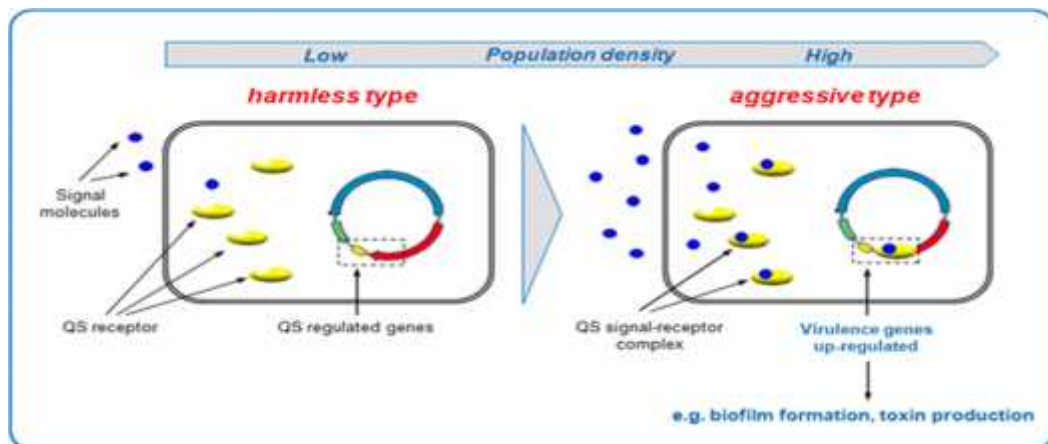 Low Population density High
harmless type aggressive type
Signal
molecules
QS receptor QS regulated genes QS signal-receptor
complex
Virulence genes
up-regulated
e.g. biofilm formation, toxin production